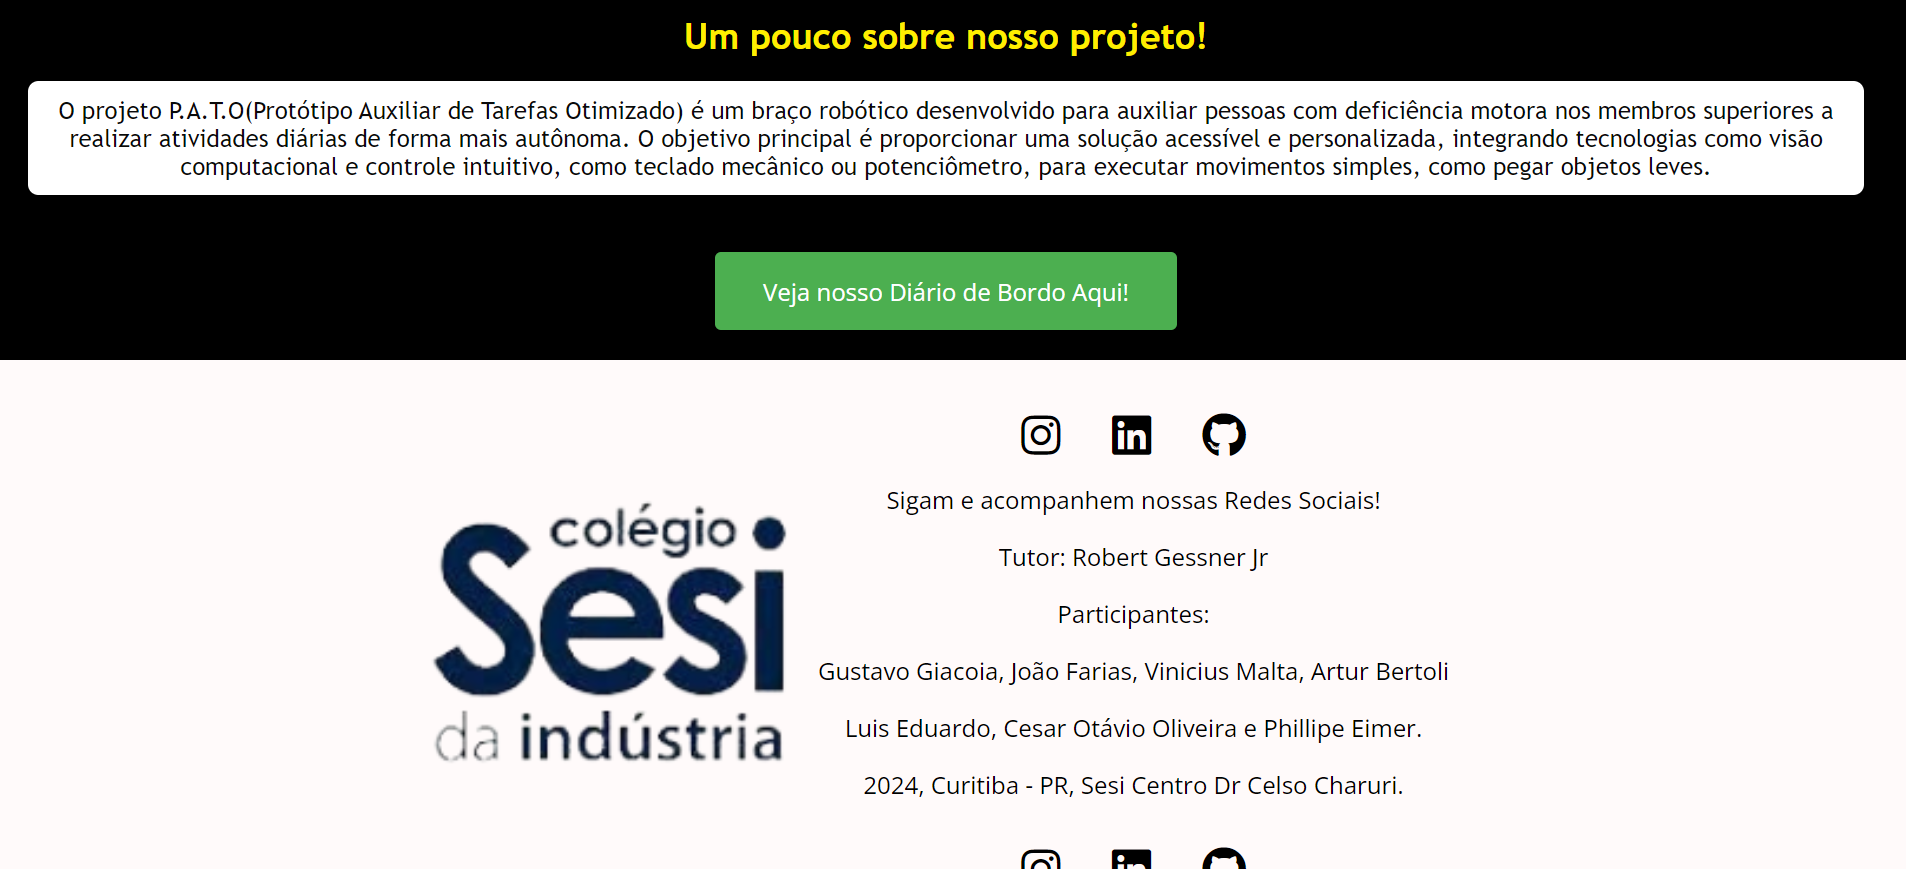 Um pouco sobre nosso projeto!
O projeto P.A.T.O(Protótipo Auxiliar de Tarefas Otimizado) é um braço robótico desenvolvido para auxiliar pessoas com deficiência motora nos membros superiores a
realizar atividades diárias de forma mais autônoma. O objetivo principal é proporcionar uma solução acessível e personalizada, integrando tecnologias como visão
computacional e controle intuitivo, como teclado mecânico ou potenciômetro, para executar movimentos simples, como pegar objetos leves.
Veja nosso Diário de Bordo Aqui!
colégio
Sesi
da indústria
Sigam e acompanhem nossas Redes Sociais!
Tutor: Robert Gessner Jr
Participantes:
Gustavo Giacoia, João Farias, Vinicius Malta, Artur Bertoli
Luis Eduardo, Cesar Otávio Oliveira e Phillipe Eimer.
2024, Curitiba - PR, Sesi Centro Dr Celso Charuri.